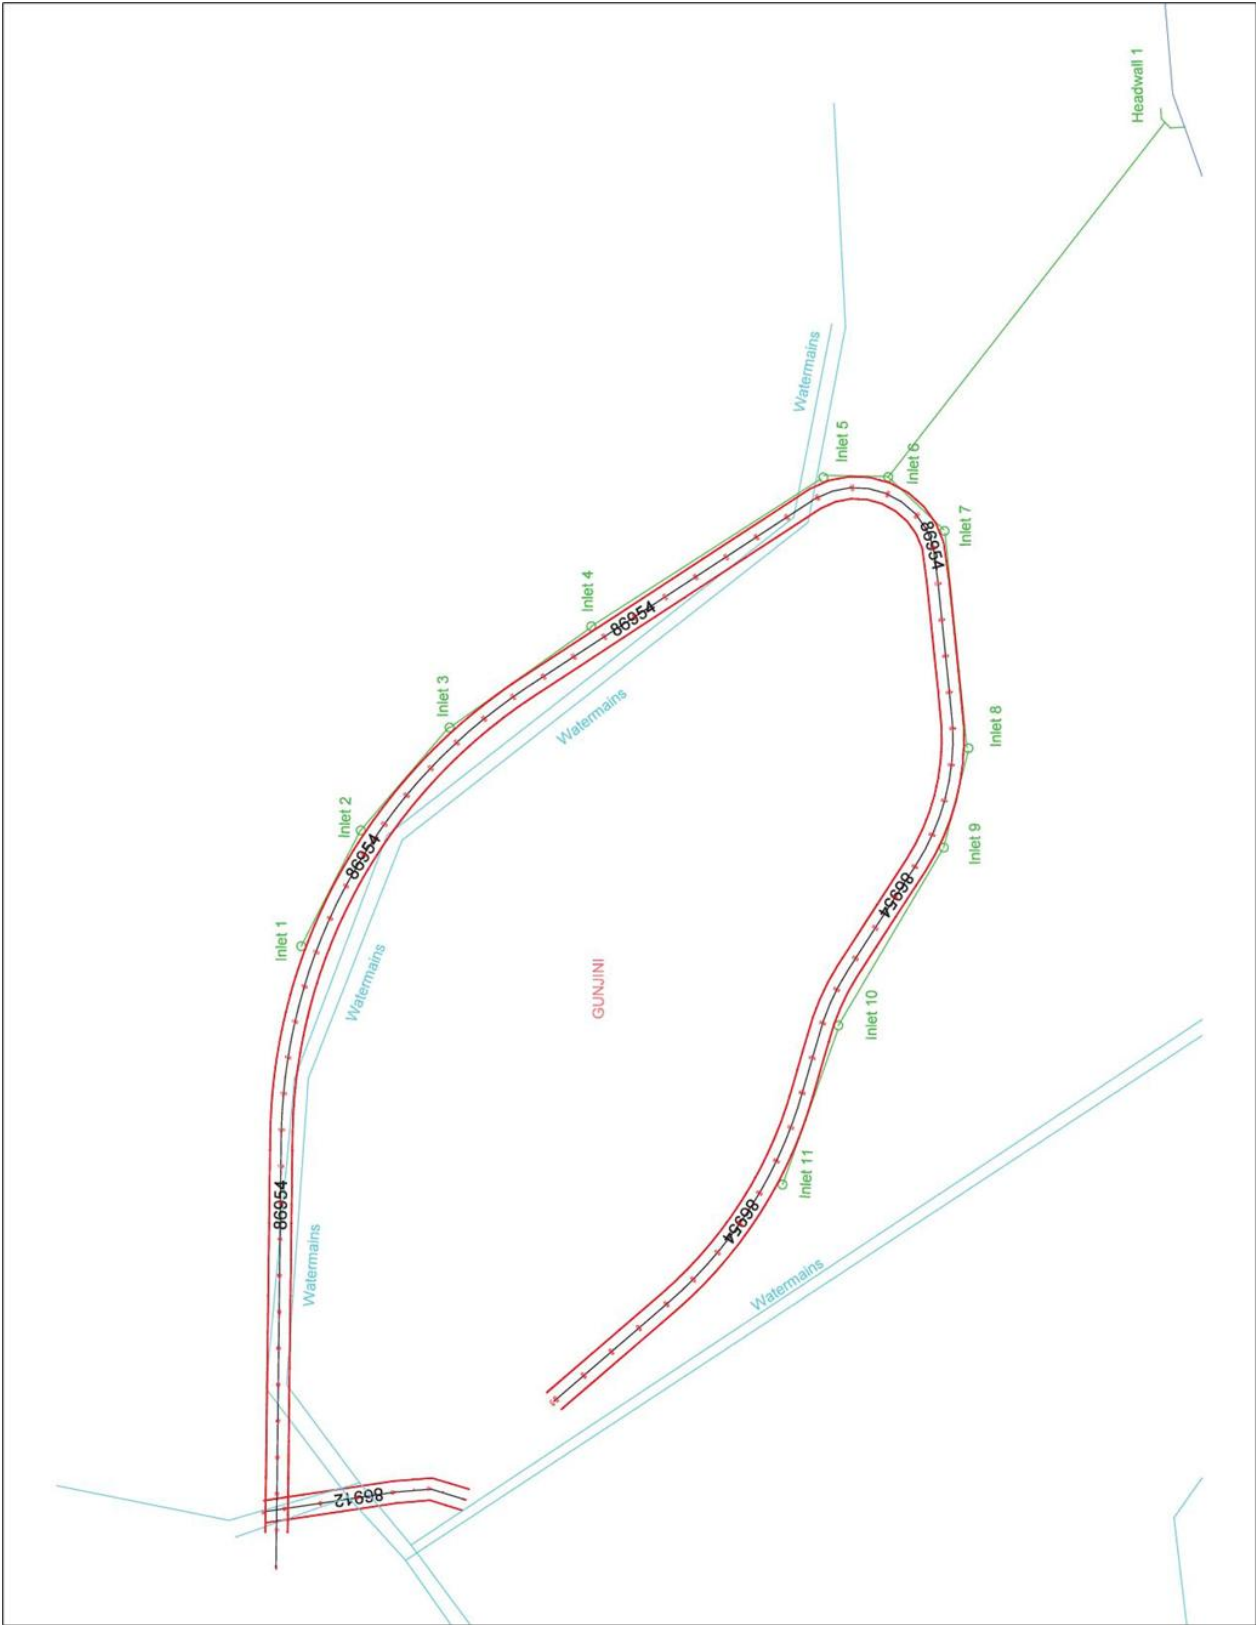 Headwall 1
Watermains
Inlet 5
Inlet 6
Inlet 7
86954
Inlet 4
86954
Inlet 3
Watermains
Inlet 8
Inlet 2
86954
Inlet 9
86954
Inlet 1
Watermains
GUNJINI
Inlet 10
Inlet 11
86954
86954
Watermains
Watermains
86912